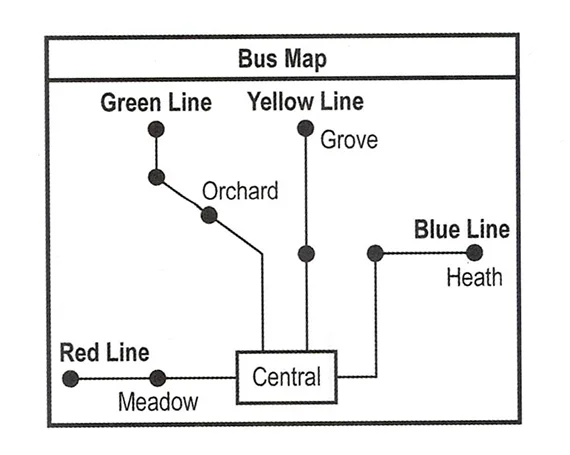 Bus Map
Green Line
Yellow Line
Grove
Orchard
Blue Line
Heath
Red Line
Central
Meadow